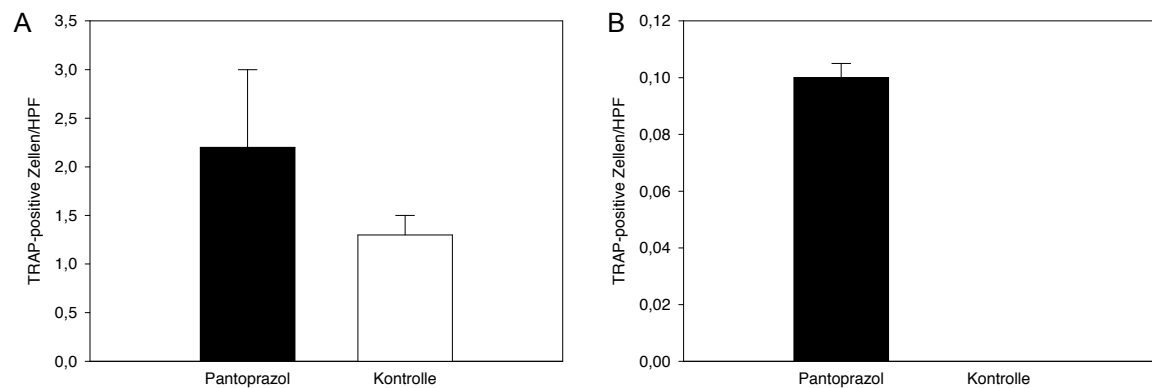 A
3,5
3,0
2,5
2,0
1,5
1,0
0,5
0,0
TRAP-positive Zellen/HPF
Pantoprazol
Kontrolle
B
0,12
0,10
0,08
0,06
0,04
0,02
0,00
TRAP-positive Zellen/HPF
Pantoprazol
Kontrolle